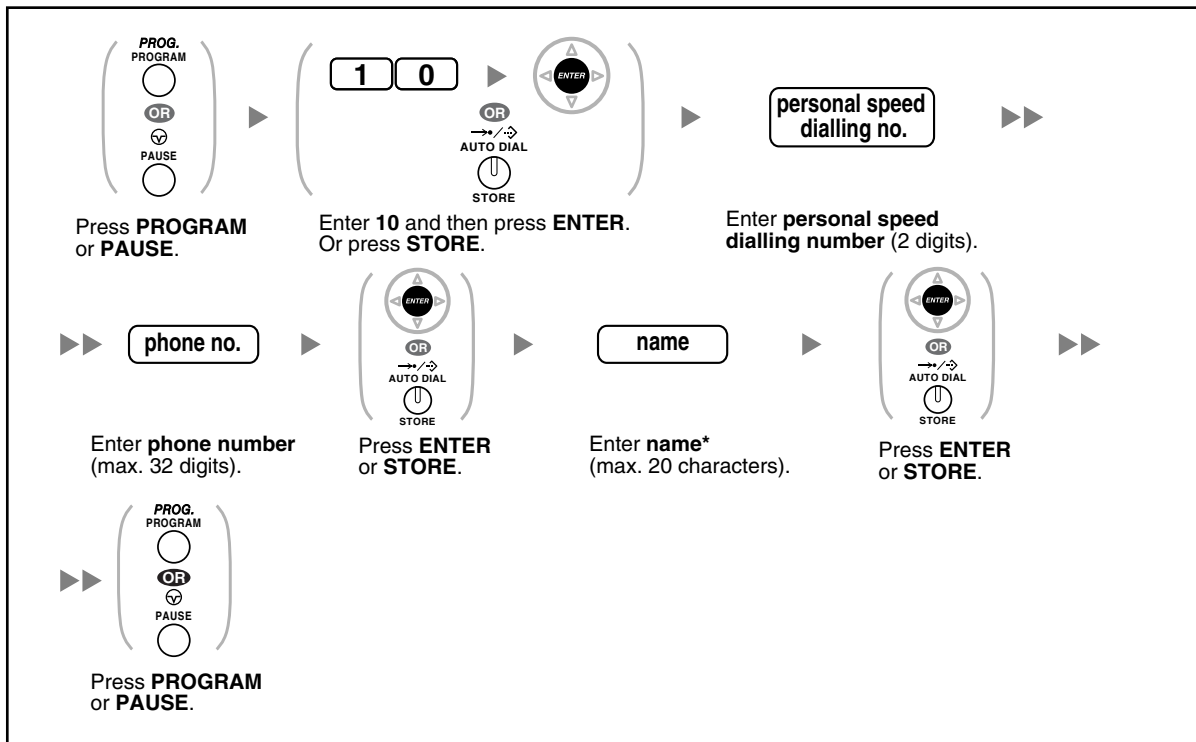 PROG.
PROGRAM
OR
PAUSE
Press PROGRAM
or PAUSE.
1 0
ENTER
OR
AUTO DIAL
STORE
Enter 10 and then press ENTER.
Or press STORE.
personal speed
dialling no.
Enter personal speed
dialling number (2 digits).
phone no.
Enter phone number
(max. 32 digits).
ENTER
OR
AUTO DIAL
STORE
Press ENTER
or STORE.
name
Enter name*
(max. 20 characters).
ENTER
OR
AUTO DIAL
STORE
Press ENTER
or STORE.
PROG.
PROGRAM
OR
PAUSE
Press PROGRAM
or PAUSE.